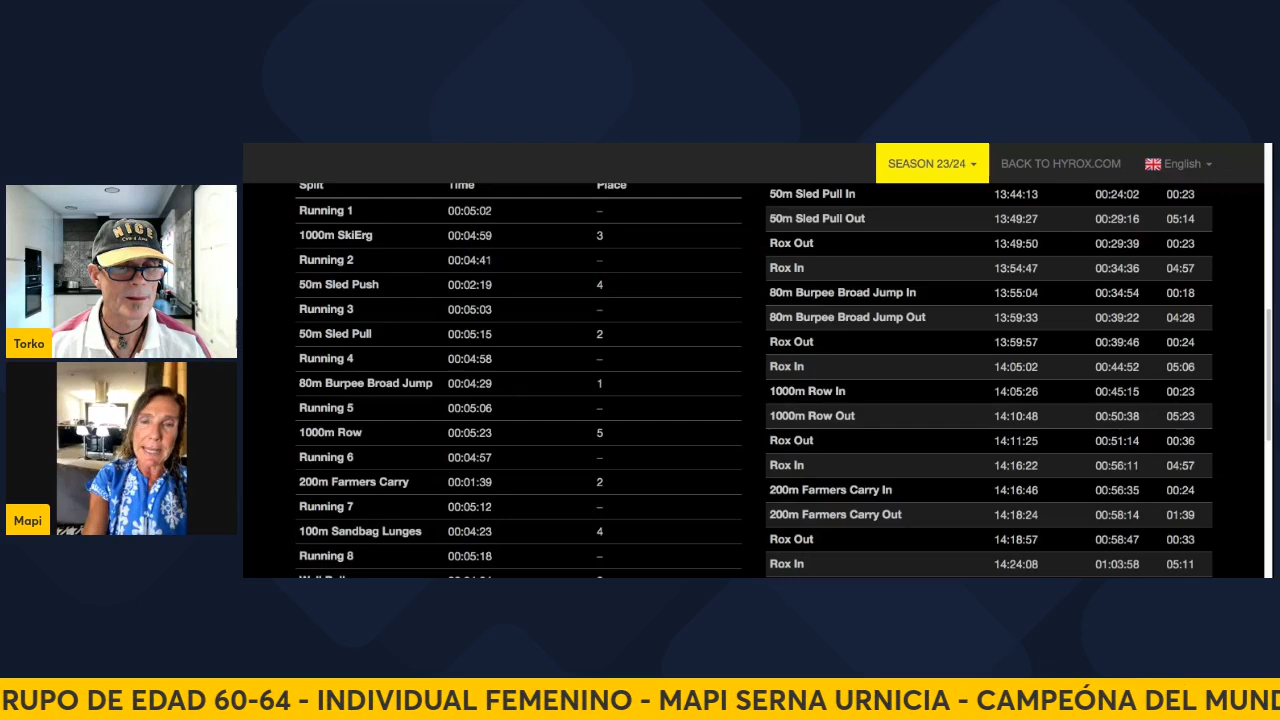 SEASON 23/24 BACK TO HYROX.COM English
Split Time Place
Running 1 00:05:02 –
1000m SkiErg 00:04:59 3
Running 2 00:04:41 –
50m Sled Push 00:02:19 4
Running 3 00:05:03 –
50m Sled Pull 00:05:15 2
Running 4 00:04:58 –
80m Burpee Broad Jump 00:04:29 1
Running 5 00:05:06 –
1000m Row 00:05:23 5
Running 6 00:04:57 –
200m Farmers Carry 00:01:39 2
Running 7 00:05:12 –
100m Sandbag Lunges 00:04:23 4
Running 8 00:05:18 –
50m Sled Pull In 13:44:13 00:24:02 00:23
50m Sled Pull Out 13:49:27 00:29:16 05:14
Rox Out 13:49:50 00:29:39 00:23
Rox In 13:54:47 00:34:36 04:57
80m Burpee Broad Jump In 13:55:04 00:34:54 00:18
80m Burpee Broad Jump Out 13:59:33 00:39:22 04:28
Rox Out 13:59:57 00:39:46 00:24
Rox In 14:05:02 00:44:52 05:06
1000m Row In 14:05:26 00:45:15 00:23
1000m Row Out 14:10:48 00:50:38 05:23
Rox Out 14:11:25 00:51:14 00:36
Rox In 14:16:22 00:56:11 04:57
200m Farmers Carry In 14:16:46 00:56:35 00:24
200m Farmers Carry Out 14:18:24 00:58:14 01:39
Rox Out 14:18:57 00:58:47 00:33
Rox In 14:24:08 01:03:58 05:11
NICE
Torko
Mapi
RUPO DE EDAD 60-64 - INDIVIDUAL FEMENINO - MAPI SERNA URNICIA - CAMPEÓNA DEL MUND